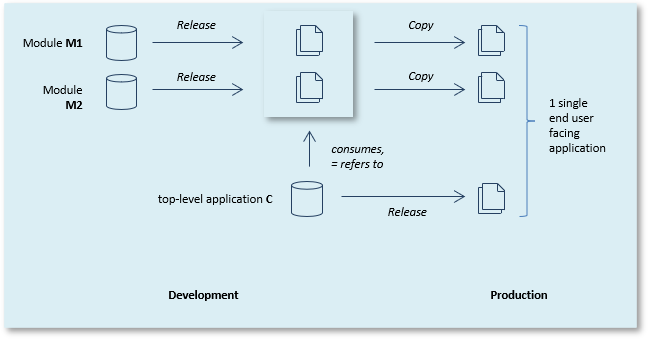 Release
Copy
Module M1
Release
Copy
Module
M2
1 single
end user
facing
application
consumes,
= refers to
top-level application C
Release
Development
Production